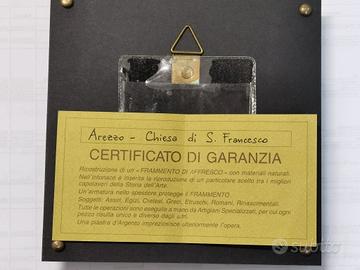 Arezzo - Chiesa di S. Francesco
CERTIFICATO DI GARANZIA
Ricostruzione di un «FRAMMENTO DI AFFRESCO» con materiali naturali.
Nell'intonaco è inserita la riproduzione di un particolare scelto tra i migliori
capolavori della Storia dell'Arte.
Un'armatura nello spessore protegge il FRAMMENTO.
Soggetti: Assiri, Egizi, Cretesi, Greci, Etruschi, Romani, Rinascimentali.
Tutte le operazioni sono eseguite a mano da Artigiani Specializzati, per cui ogni
pezzo risulta unico e diverso dagli altri.
Una piastra d'Argento impreziosisce ulteriormente l'opera.
subito